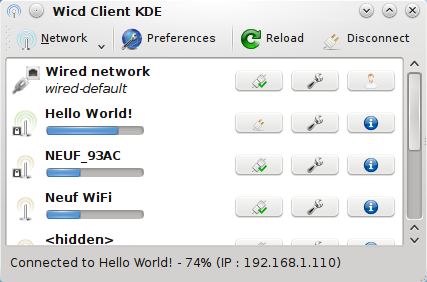 Wicd Client KDE
Network Preferences Reload Disconnect
Wired network
wired-default
Hello World!
NEUF_93AC
Neuf WiFi
<hidden>
Connected to Hello World! - 74% (IP : 192.168.1.110)